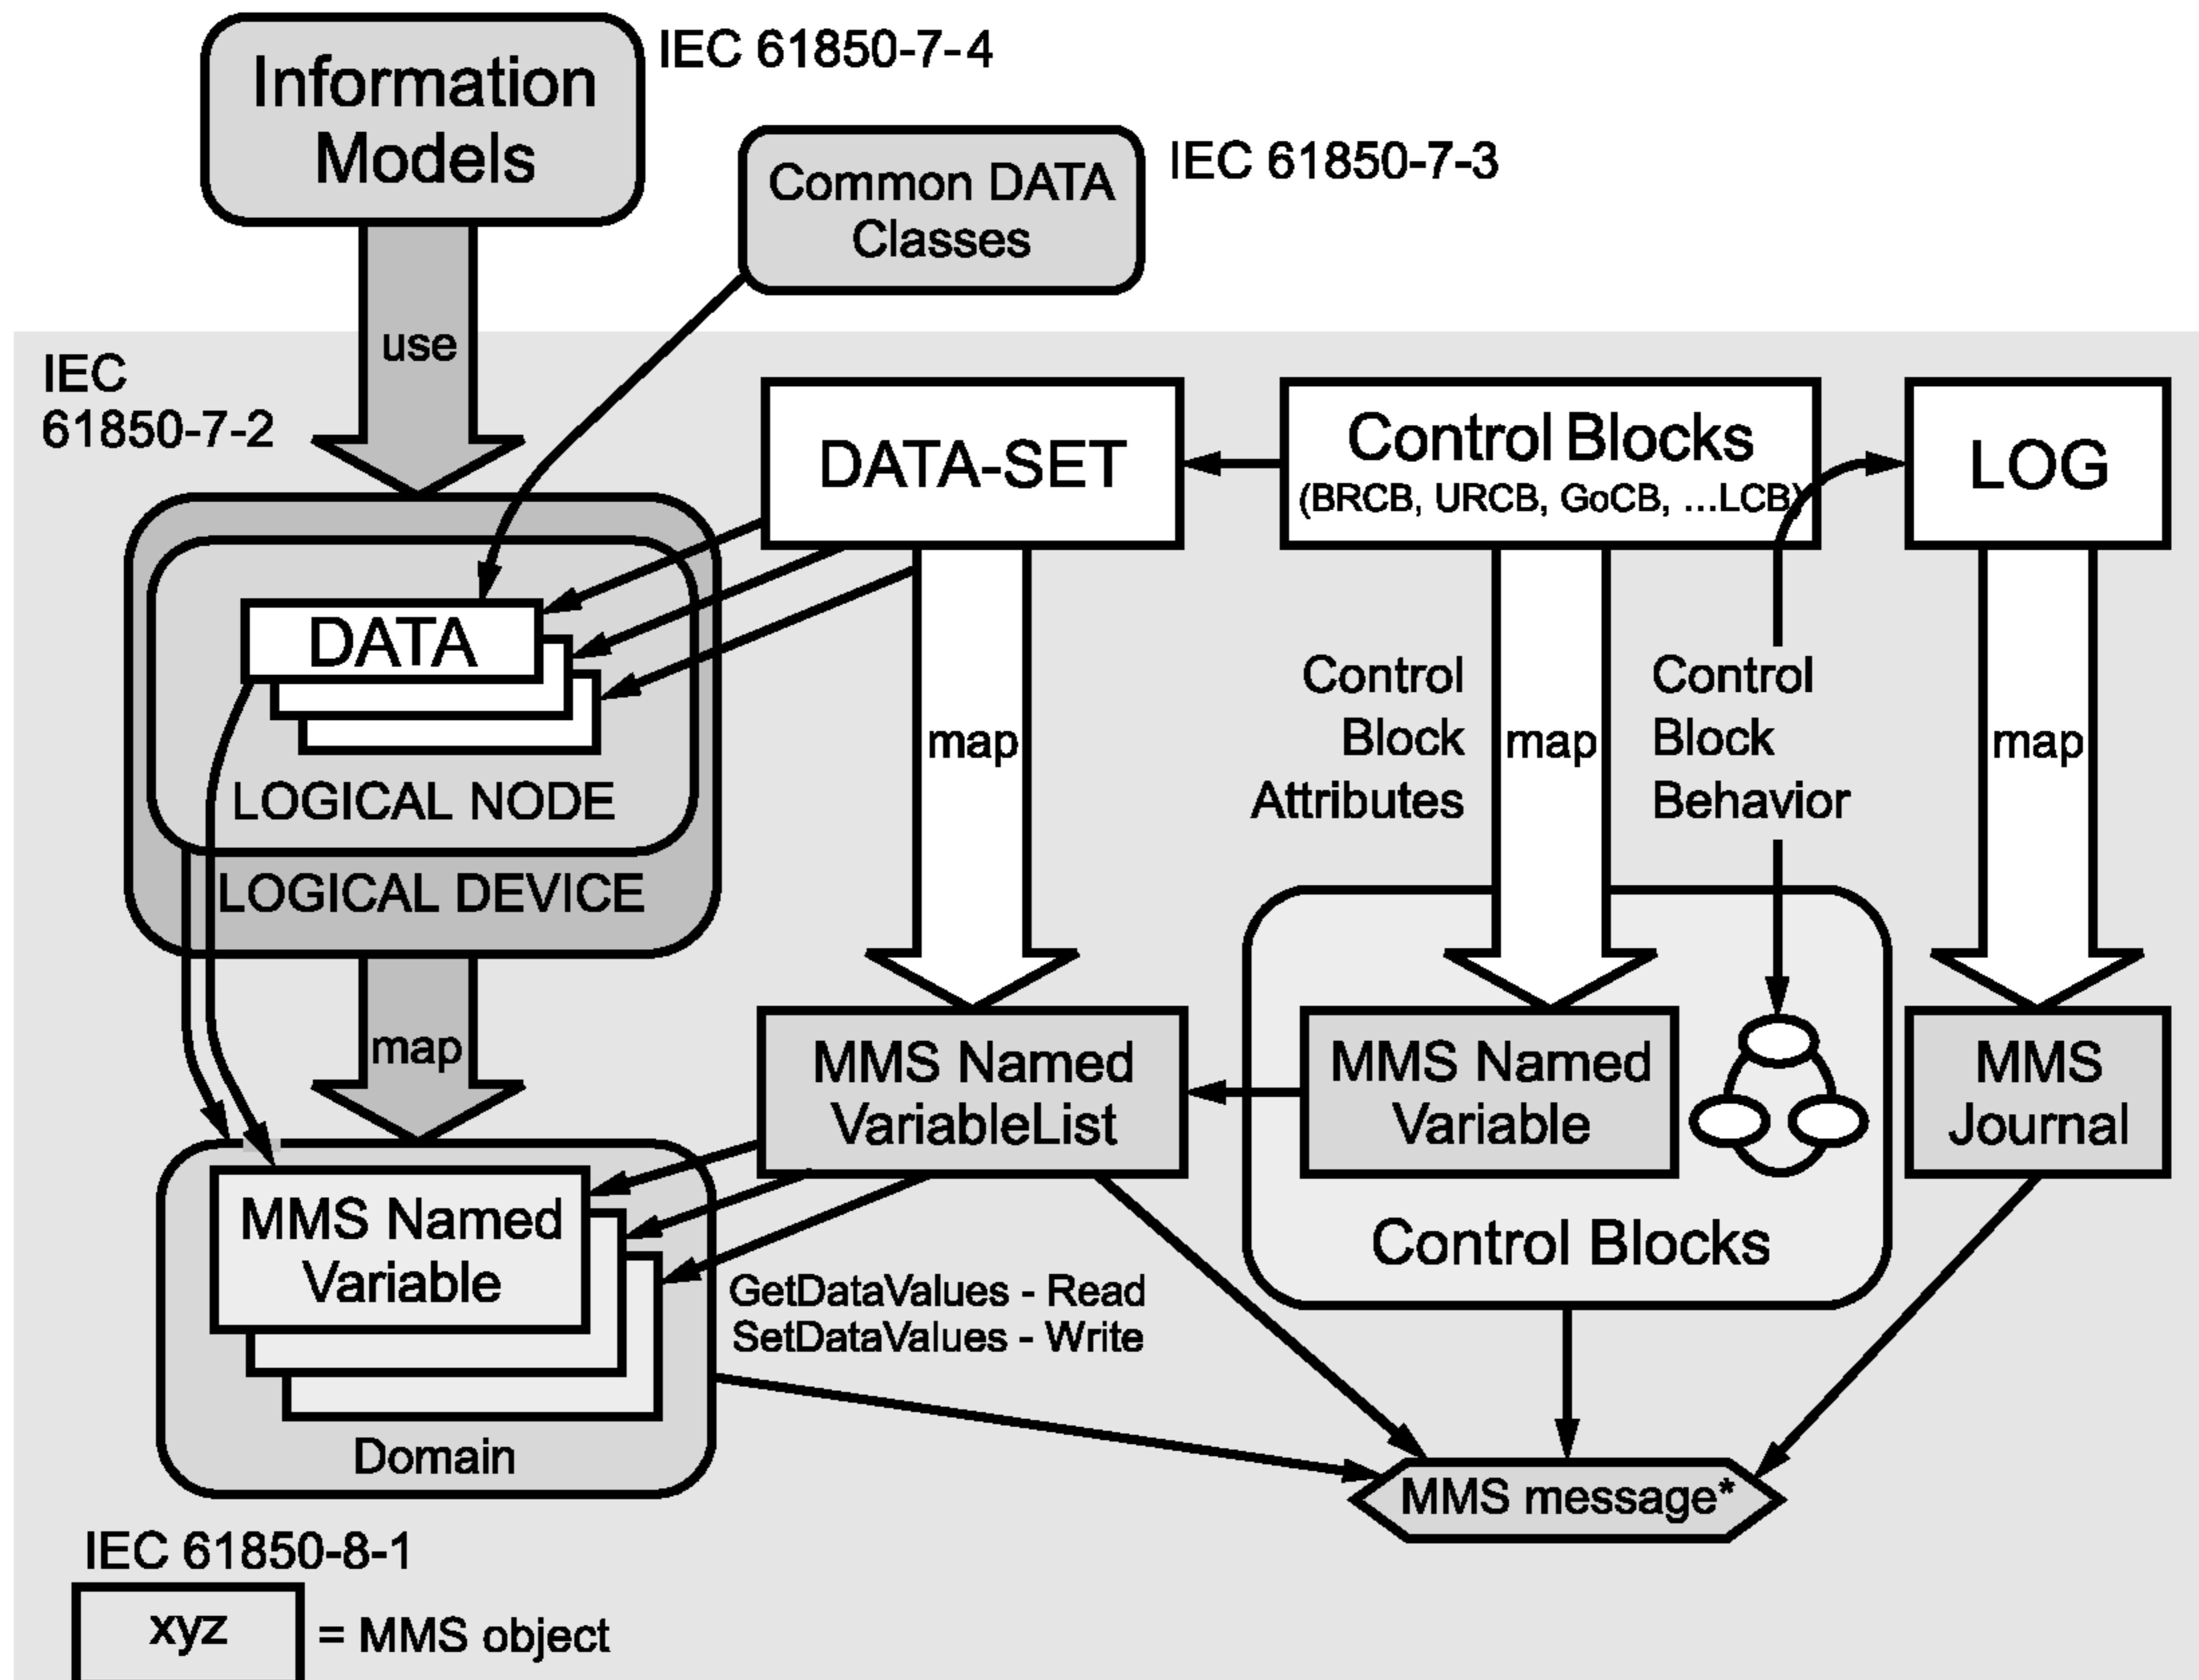 Information
Models
IEC 61850-7-4
Common DATA
Classes
IEC 61850-7-3
use
IEC
61850-7-2
DATA-SET
Control Blocks
(BRCB, URCB, GoCB, ...LCB)
LOG
DATA
LOGICAL NODE
LOGICAL DEVICE
map
Control
Block
Attributes
map
Control
Block
Behavior
map
map
MMS Named
VariableList
MMS Named
Variable
MMS
Journal
Control Blocks
MMS Named
Variable
GetDataValues - Read
SetDataValues - Write
Domain
MMS message*
IEC 61850-8-1
xyz
= MMS object